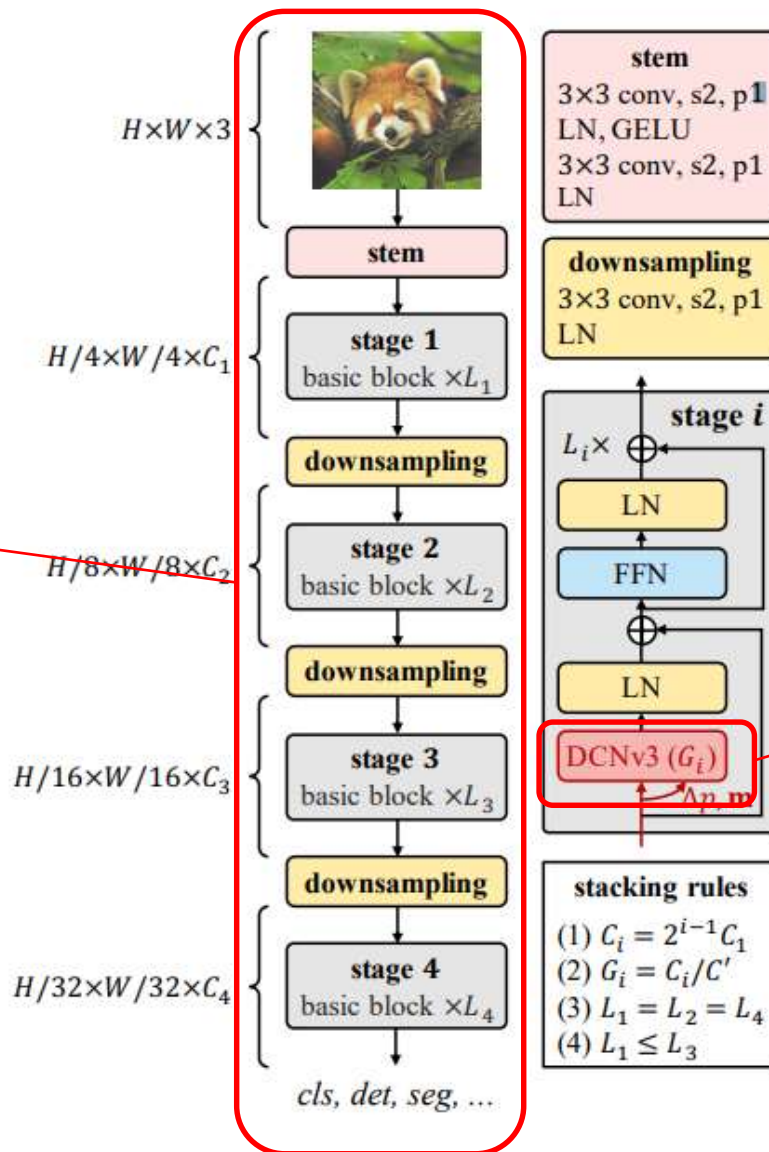 H×W×3
stem
H/4×W/4×C₁
stage 1
basic block ×L₁
downsampling
H/8×W/8×C₂
stage 2
basic block ×L₂
downsampling
H/16×W/16×C₃
stage 3
basic block ×L₃
downsampling
H/32×W/32×C₄
stage 4
basic block ×L₄
cls, det, seg, ...
stem
3×3 conv, s2, p1
LN, GELU
3×3 conv, s2, p1
LN
downsampling
3×3 conv, s2, p1
LN
stage i
Lᵢ×
LN
FFN
LN
DCNv3 (Gᵢ)
Δp, m
stacking rules
(1) Cᵢ = 2ⁱ⁻¹C₁
(2) Gᵢ = Cᵢ/C′
(3) L₁ = L₂ = L₄
(4) L₁ ≤ L₃